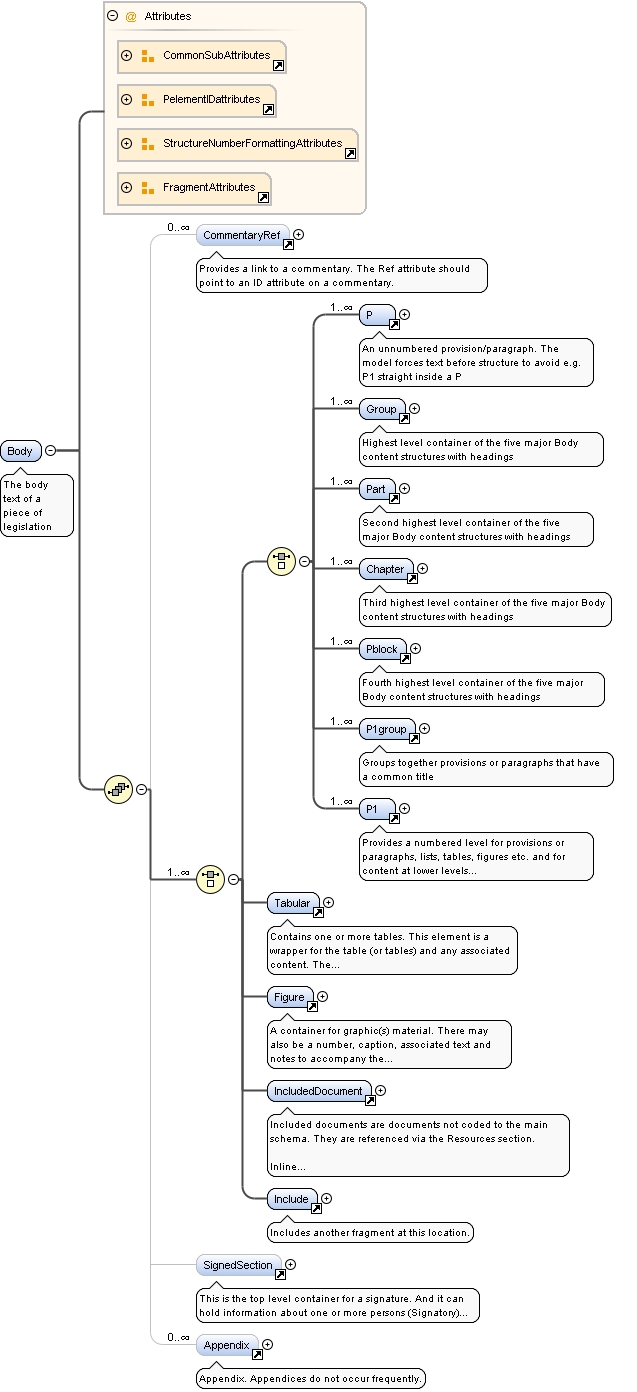 Attributes
CommonSubAttributes
PelementIDattributes
StructureNumberFormattingAttributes
FragmentAttributes
0..∞
CommentaryRef
Provides a link to a commentary. The Ref attribute should
point to an ID attribute on a commentary.
1..∞
P
An unnumbered provision/paragraph. The
model forces text before structure to avoid e.g.
P1 straight inside a P
1..∞
Group
Highest level container of the five major Body
content structures with headings
Body
The body
text of a
piece of
legislation
1..∞
Part
Second highest level container of the five
major Body content structures with headings
1..∞
Chapter
Third highest level container of the five major Body
content structures with headings
1..∞
Pblock
Fourth highest level container of the five major
Body content structures with headings
1..∞
P1group
Groups together provisions or paragraphs that have
a common title
1..∞
P1
Provides a numbered level for provisions or
paragraphs, lists, tables, figures etc. and for
content at lower levels...
1..∞
Tabular
Contains one or more tables. This element is a
wrapper for the table (or tables) and any associated
content. The...
Figure
A container for graphic(s) material. There may
also be a number, caption, associated text and
notes to accompany the...
IncludedDocument
Included documents are documents not coded to the main
schema. They are referenced via the Resources section.
Inline...
Include
Includes another fragment at this location.
SignedSection
This is the top level container for a signature. And it can
hold information about one or more persons (Signatory)...
0..∞
Appendix
Appendix. Appendices do not occur frequently.